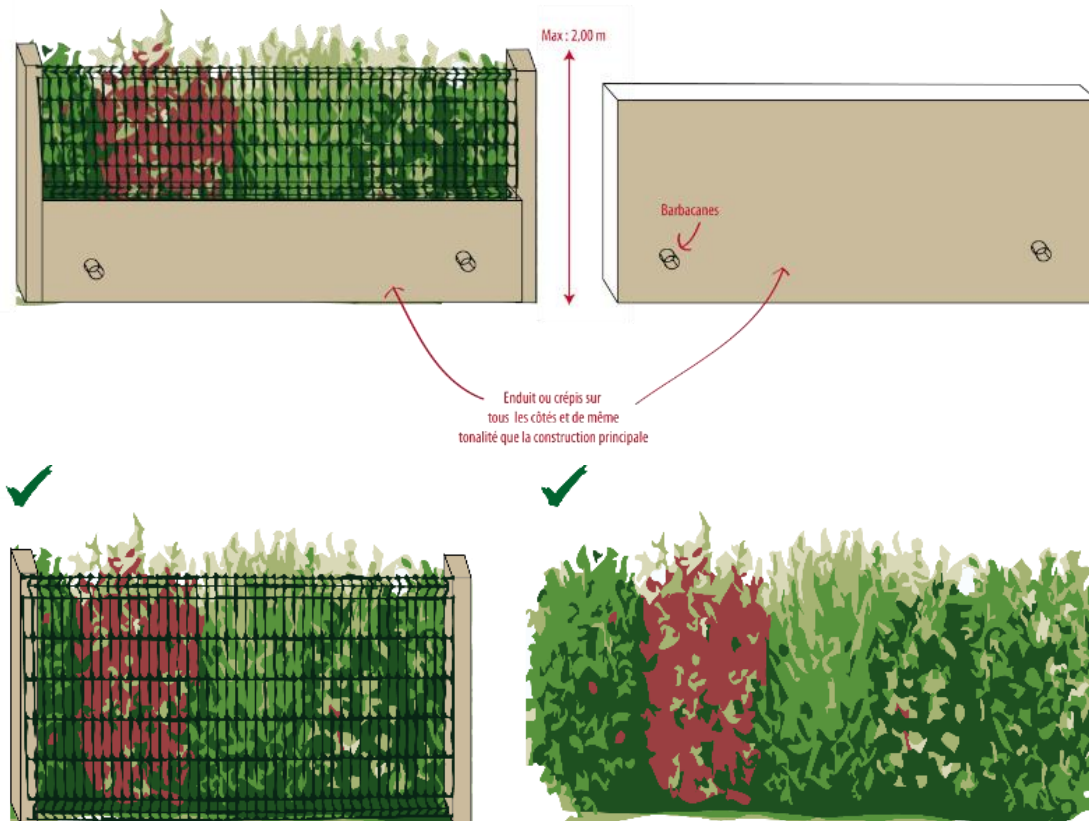 Max : 2,00 m
Barbacanes
Enduit ou crépis sur
tous les côtés et de même
tonalité que la construction principale